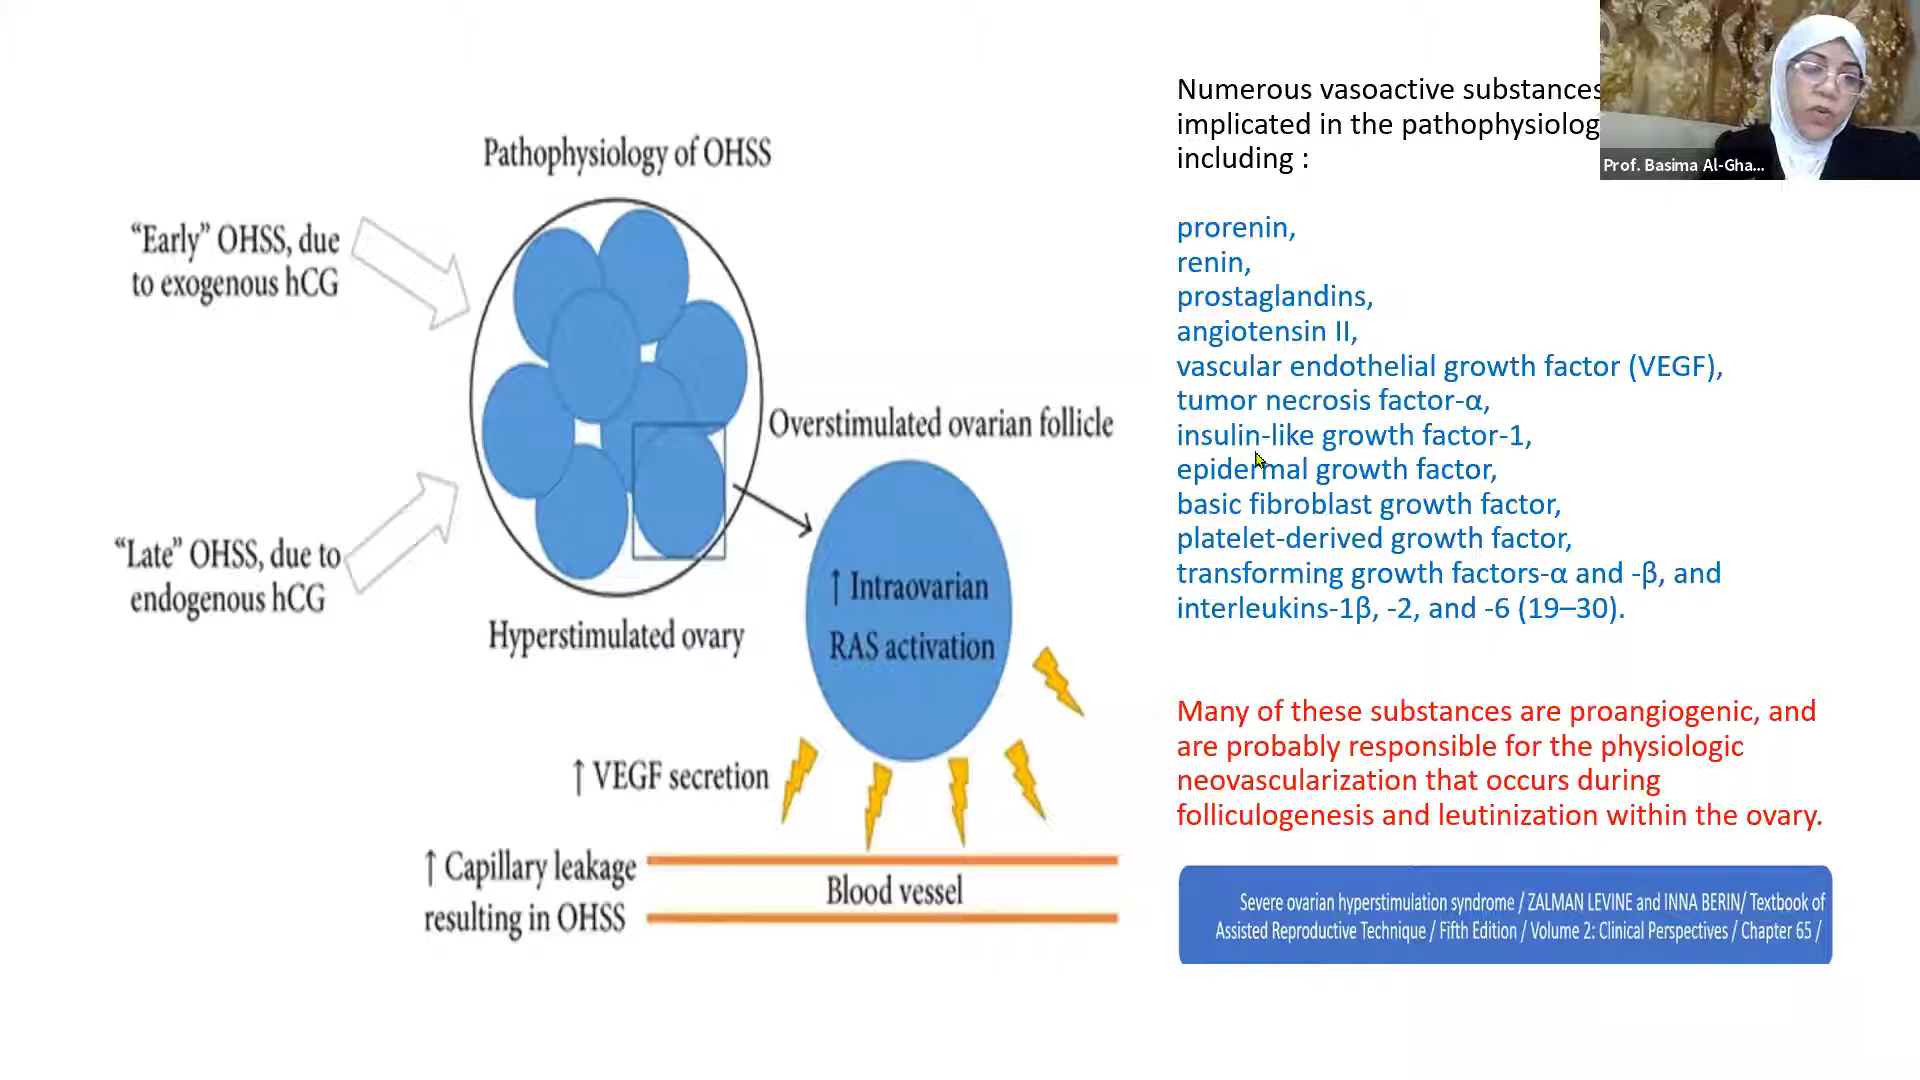 Pathophysiology of OHSS
“Early” OHSS, due
to exogenous hCG
“Late” OHSS, due to
endogenous hCG
Hyperstimulated ovary
Overstimulated ovarian follicle
↑ Intraovarian
RAS activation
↑ VEGF secretion
↑ Capillary leakage
resulting in OHSS
Blood vessel
Numerous vasoactive substances
implicated in the
including :
prorenin,
renin,
prostaglandins,
angiotensin II,
vascular endothelial growth factor (VEGF),
tumor necrosis factor-α,
insulin-like growth factor-1,
epidermal growth factor,
basic fibroblast growth factor,
platelet-derived growth factor,
transforming growth factors-α and -β, and
interleukins-1β, -2, and -6 (19–30).
Many of these substances are proangiogenic, and
are probably responsible for the physiologic
neovascularization that occurs during
folliculogenesis and leutinization within the ovary.
Severe ovarian hyperstimulation syndrome / ZALMAN LEVINE and INNA BERIN/ Textbook of
Assisted Reproductive Technique / Fifth Edition / Volume 2: Clinical Perspectives / Chapter 65 /
Prof. Basima Al-Gha...